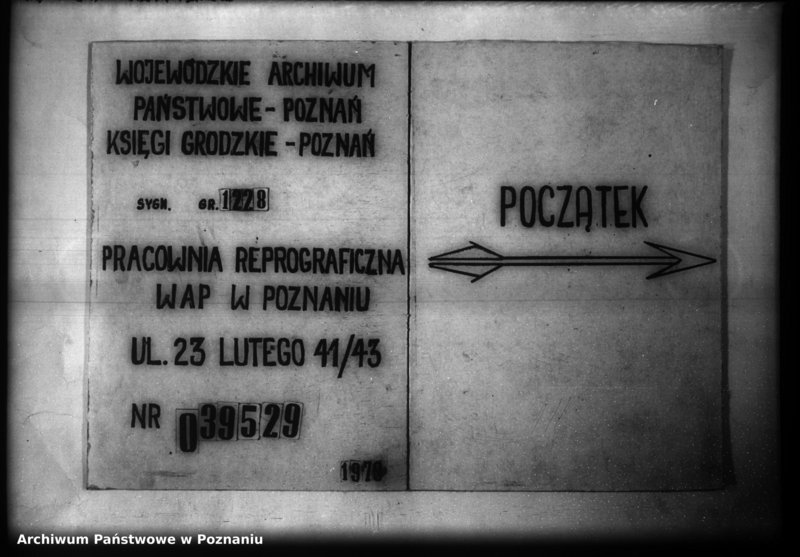 WOJEWÓDZKIE ARCHIWUM
PAŃSTWOWE - POZNAŃ
KSIĘGI GRODZKIE - POZNAŃ
SYGN. GR. 1228
PRACOWNIA REPROGRAFICZNA
WAP W POZNANIU
UL. 23 LUTEGO 41/43
NR 039529
1970
POCZĄTEK
Archiwum Państwowe w Poznaniu